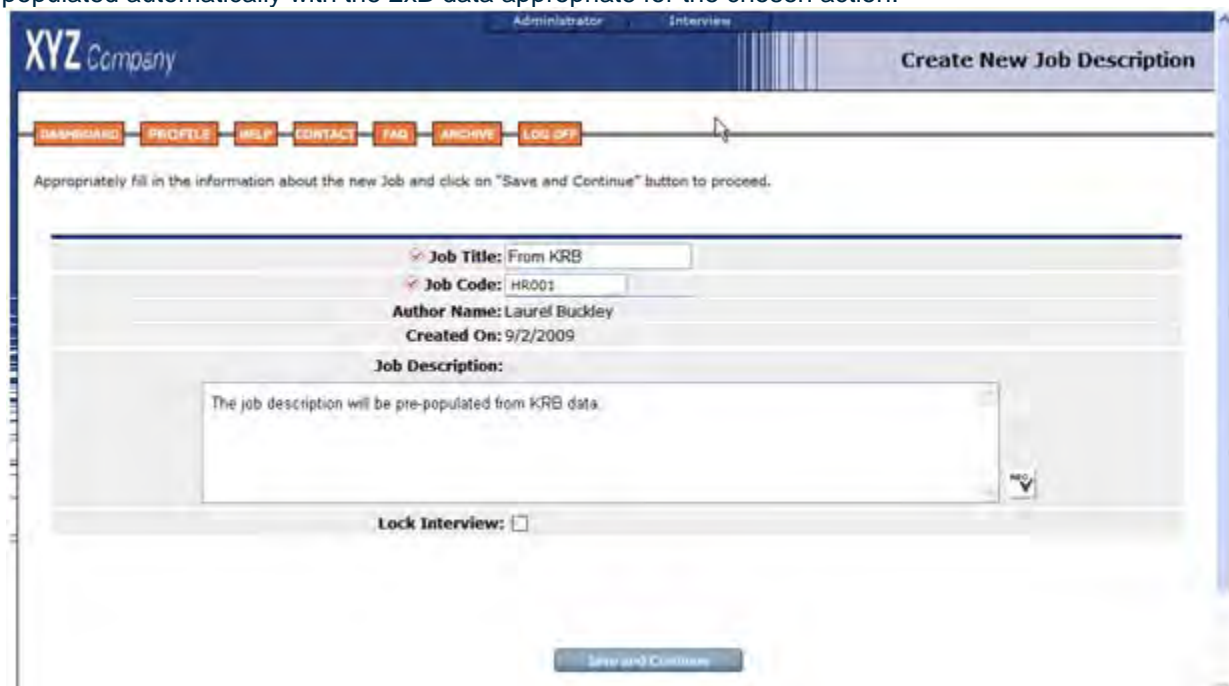 populated automatically with the 2xB data appropriate for the chosen action.
Administrator Interview
XYZ Company
Create New Job Description
DASHBOARD PROFILE HELP CONTACT FAQ ARCHIVE LOG OFF
Appropriately fill in the information about the new Job and click on "Save and Continue" button to proceed.
Job Title: From KRB
Job Code: HR001
Author Name: Laurel Buckley
Created On: 9/2/2009
Job Description:
The job description will be pre-populated from KRB data.
Lock Interview:
Save and Continue